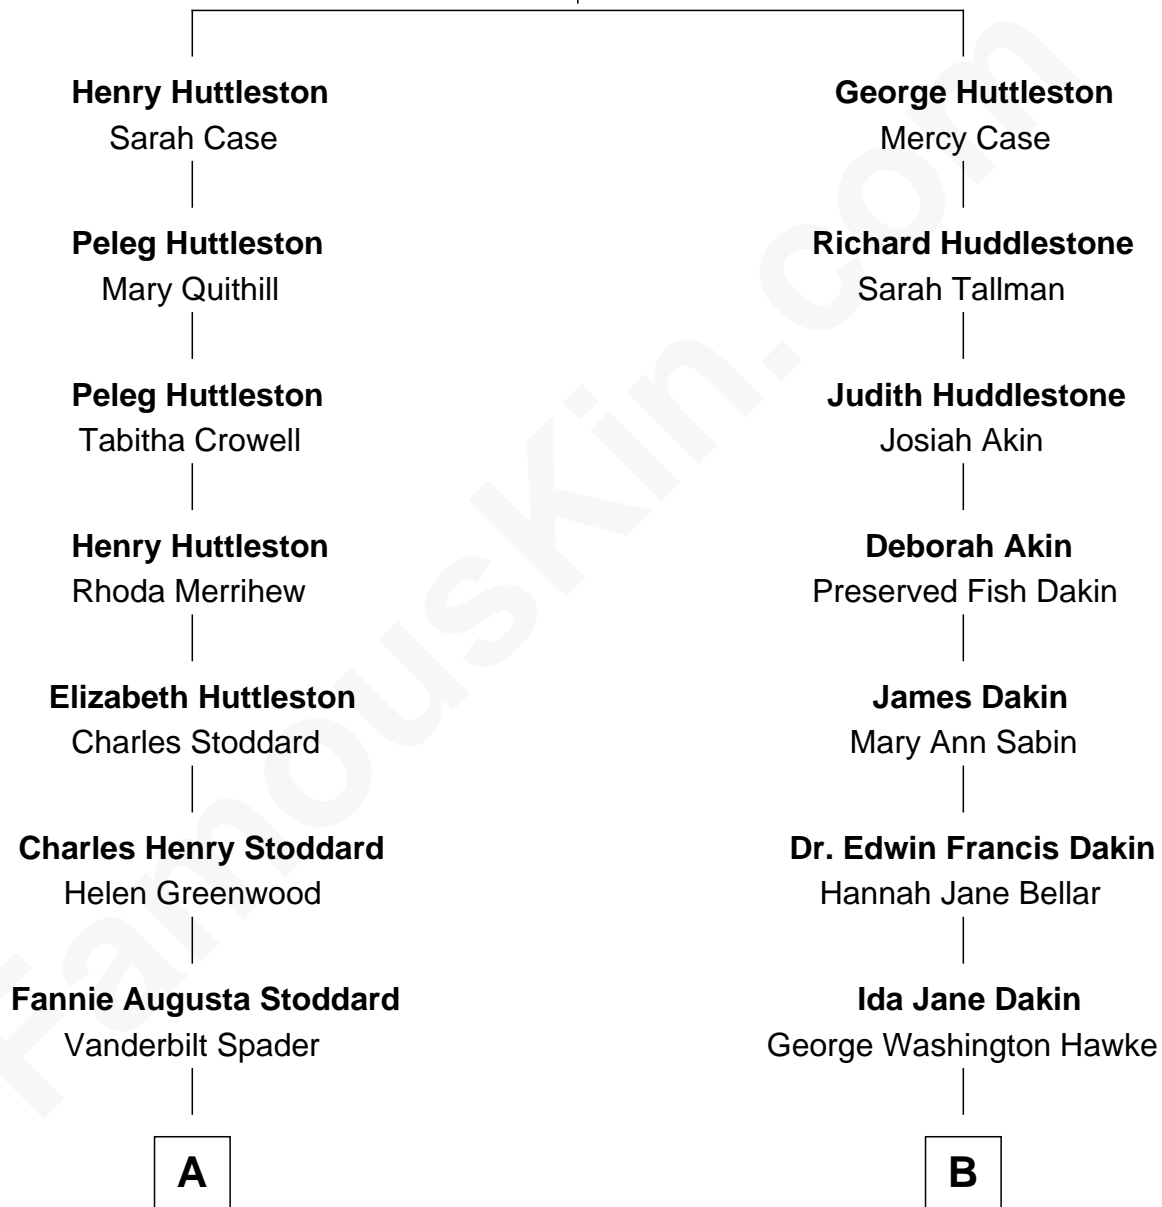 Henry Huttleston
Sarah Case
Peleg Huttleston
Mary Quithill
Peleg Huttleston
Tabitha Crowell
Henry Huttleston
Rhoda Merrihew
Elizabeth Huttleston
Charles Stoddard
Charles Henry Stoddard
Helen Greenwood
Fannie Augusta Stoddard
Vanderbilt Spader
A
George Huttleston
Mercy Case
Richard Huddlestone
Sarah Tallman
Judith Huddlestone
Josiah Akin
Deborah Akin
Preserved Fish Dakin
James Dakin
Mary Ann Sabin
Dr. Edwin Francis Dakin
Hannah Jane Bellar
Ida Jane Dakin
George Washington Hawke
B
FamousKin.com